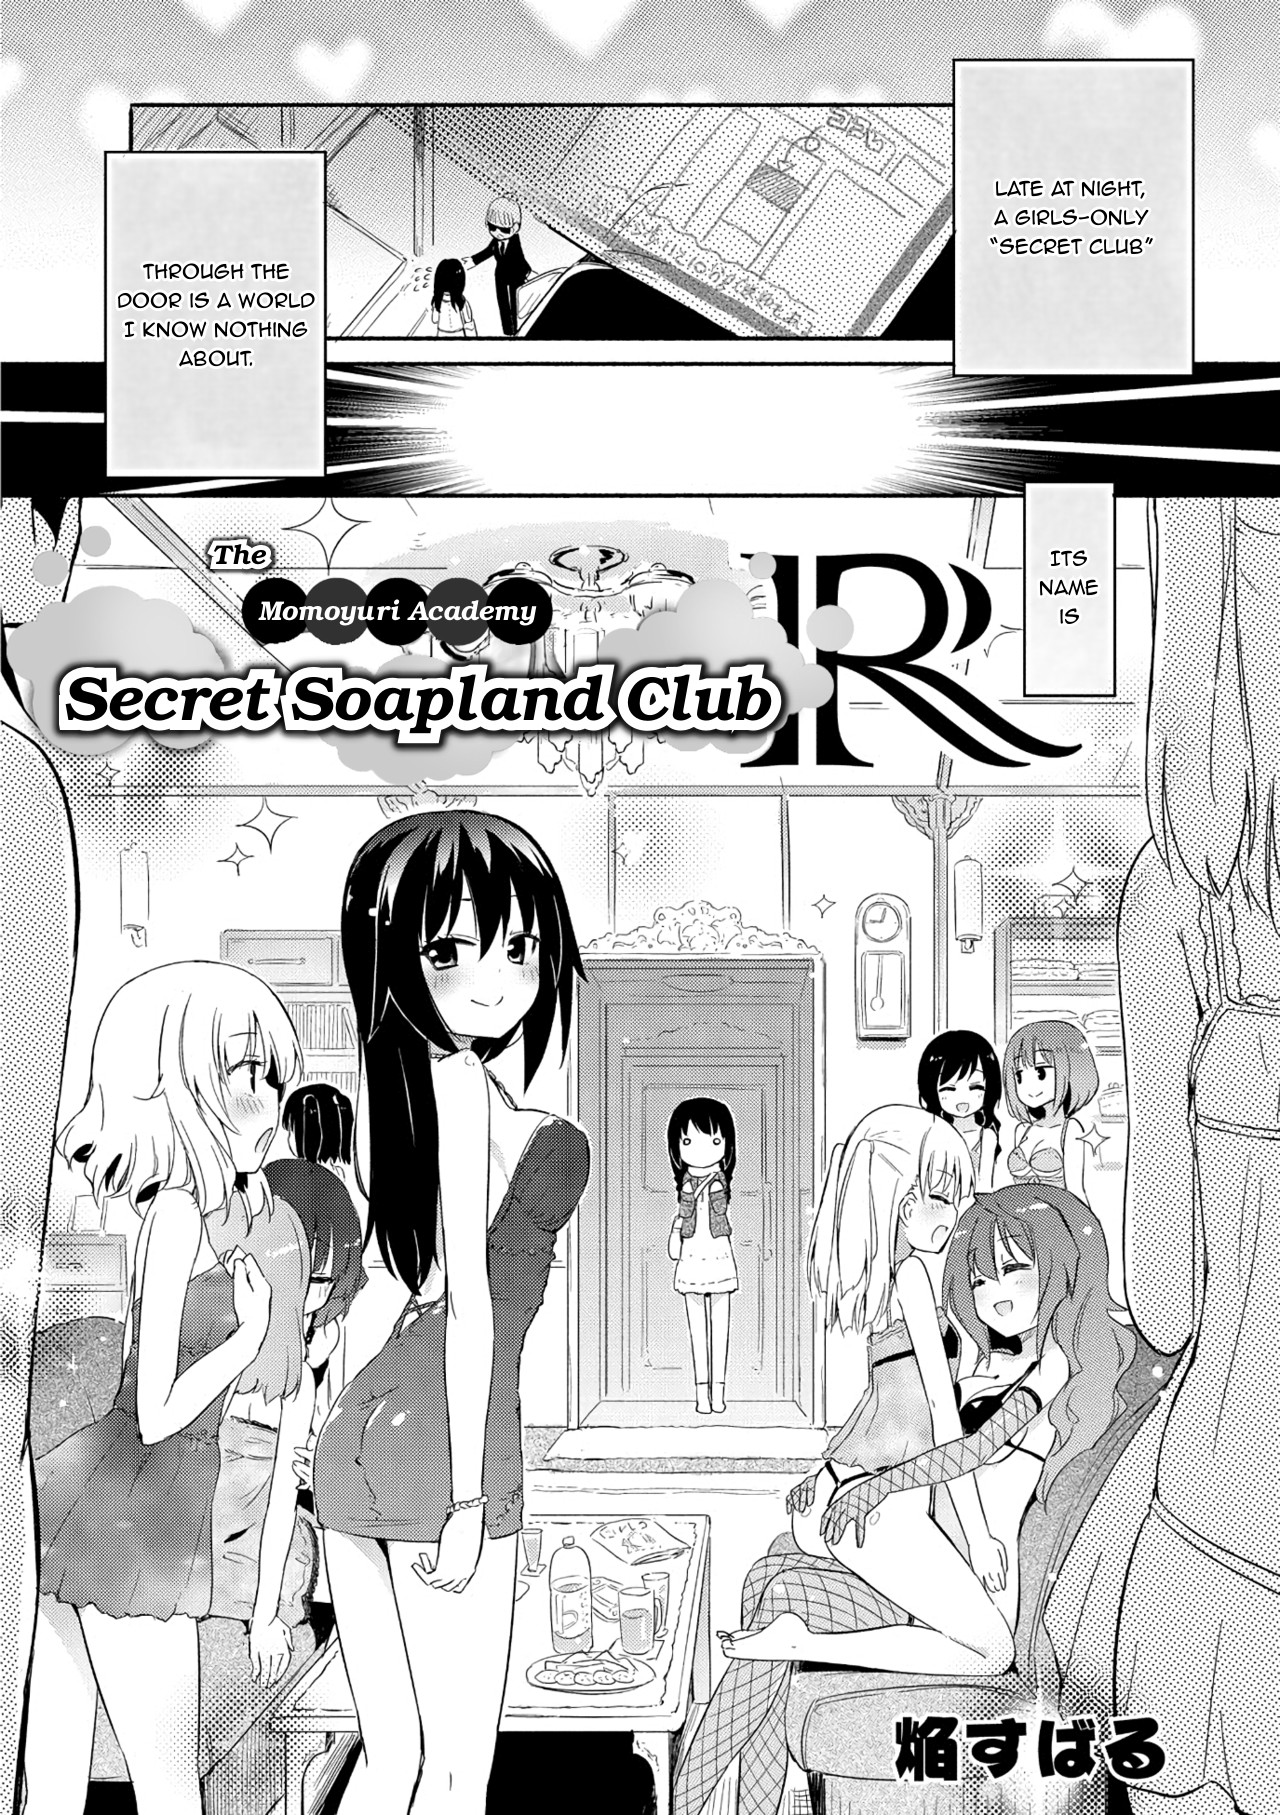 LATE AT NIGHT,
A GIRLS-ONLY
"SECRET CLUB"
THROUGH THE
DOOR IS A WORLD
I KNOW NOTHING
ABOUT.
ITS
NAME
IS
The
Momoyuri Academy
Secret Soapland Club
R
焔すばる